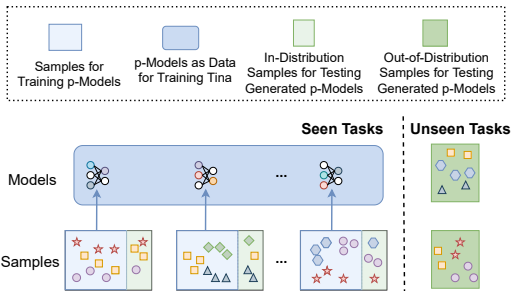 Samples for
Training p-Models
p-Models as Data
for Training Tina
In-Distribution
Samples for Testing
Generated p-Models
Out-of-Distribution
Samples for Testing
Generated p-Models
Seen Tasks
Unseen Tasks
Models
...
Samples
...